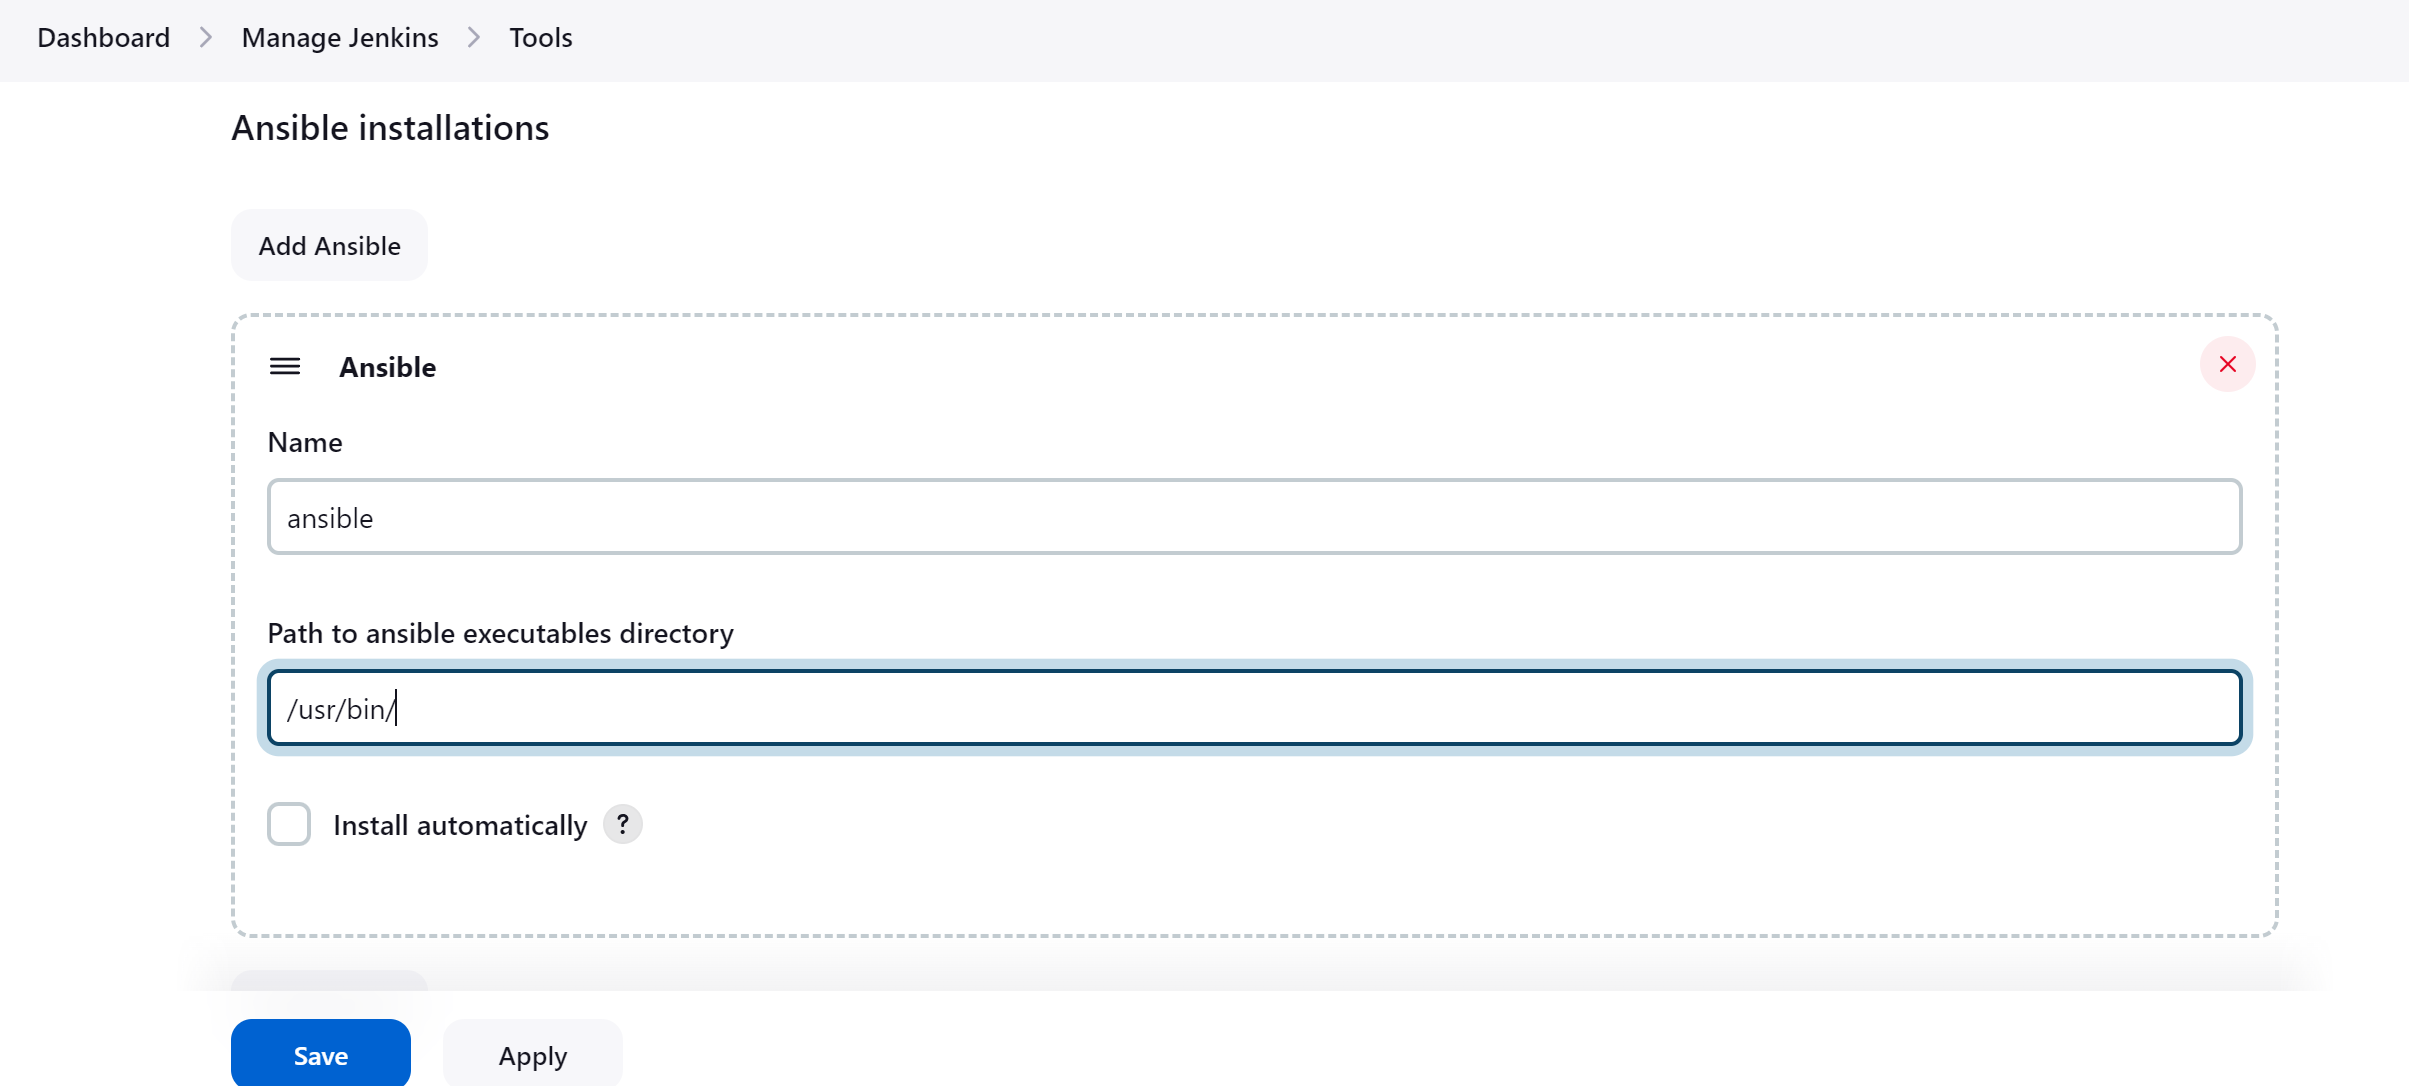 Dashboard > Manage Jenkins > Tools
Ansible installations
Add Ansible
Ansible
Name
ansible
Path to ansible executables directory
/usr/bin/
Install automatically ?
Save Apply